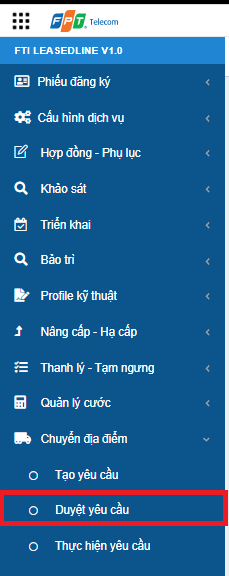 FPT Telecom
FTI LEASEDLINE V1.0
Phiếu đăng ký
Cấu hình dịch vụ
Hợp đồng - Phụ lục
Khảo sát
Triển khai
Bảo trì
Profile kỹ thuật
Nâng cấp - Hạ cấp
Thanh lý - Tạm ngưng
Quản lý cước
Chuyển địa điểm
Tạo yêu cầu
Duyệt yêu cầu
Thực hiện yêu cầu